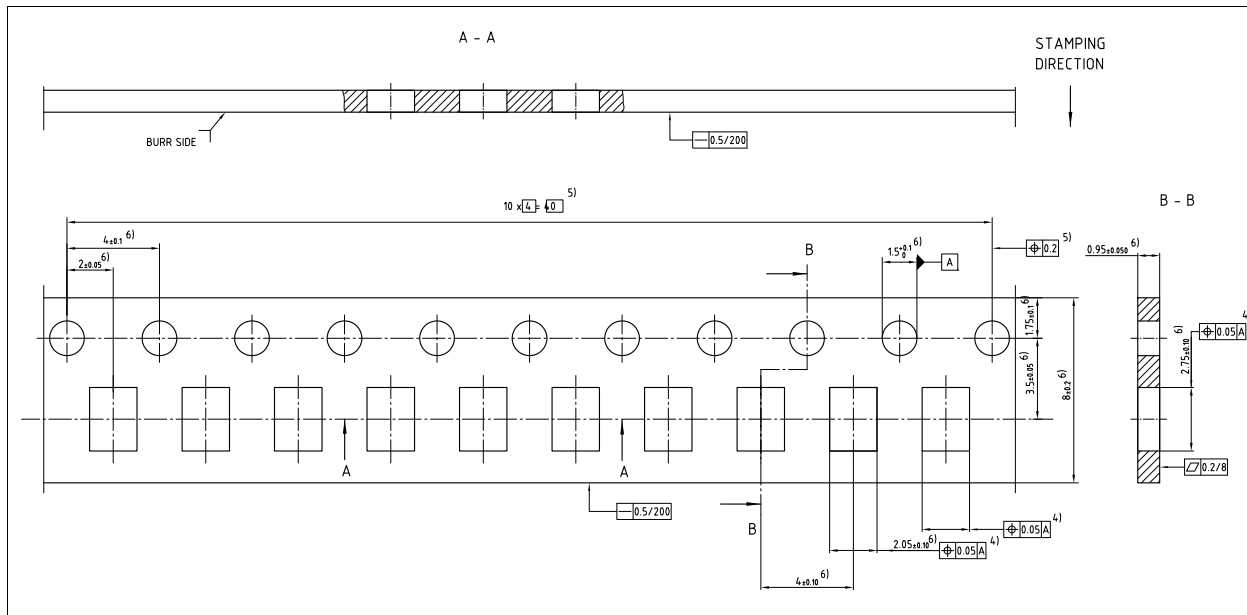 A - A
STAMPING
DIRECTION
BURR SIDE
0.5/200
10 x 4 = 40 5)
B - B
4±0.1 6)
2±0.05 6)
B
1.5 +0.1 0 6)
A
⌖ 0.2 5)
0.95±0.050 6)
1.75±0.1 6)
3.5±0.05 6)
8±0.2 6)
2.75±0.10 6)
⌖ 0.05 A 4)
A
A
⏥ 0.2/8
0.5/200
B
⌖ 0.05 A 4)
2.05±0.10 6)
⌖ 0.05 A 4)
4±0.10 6)